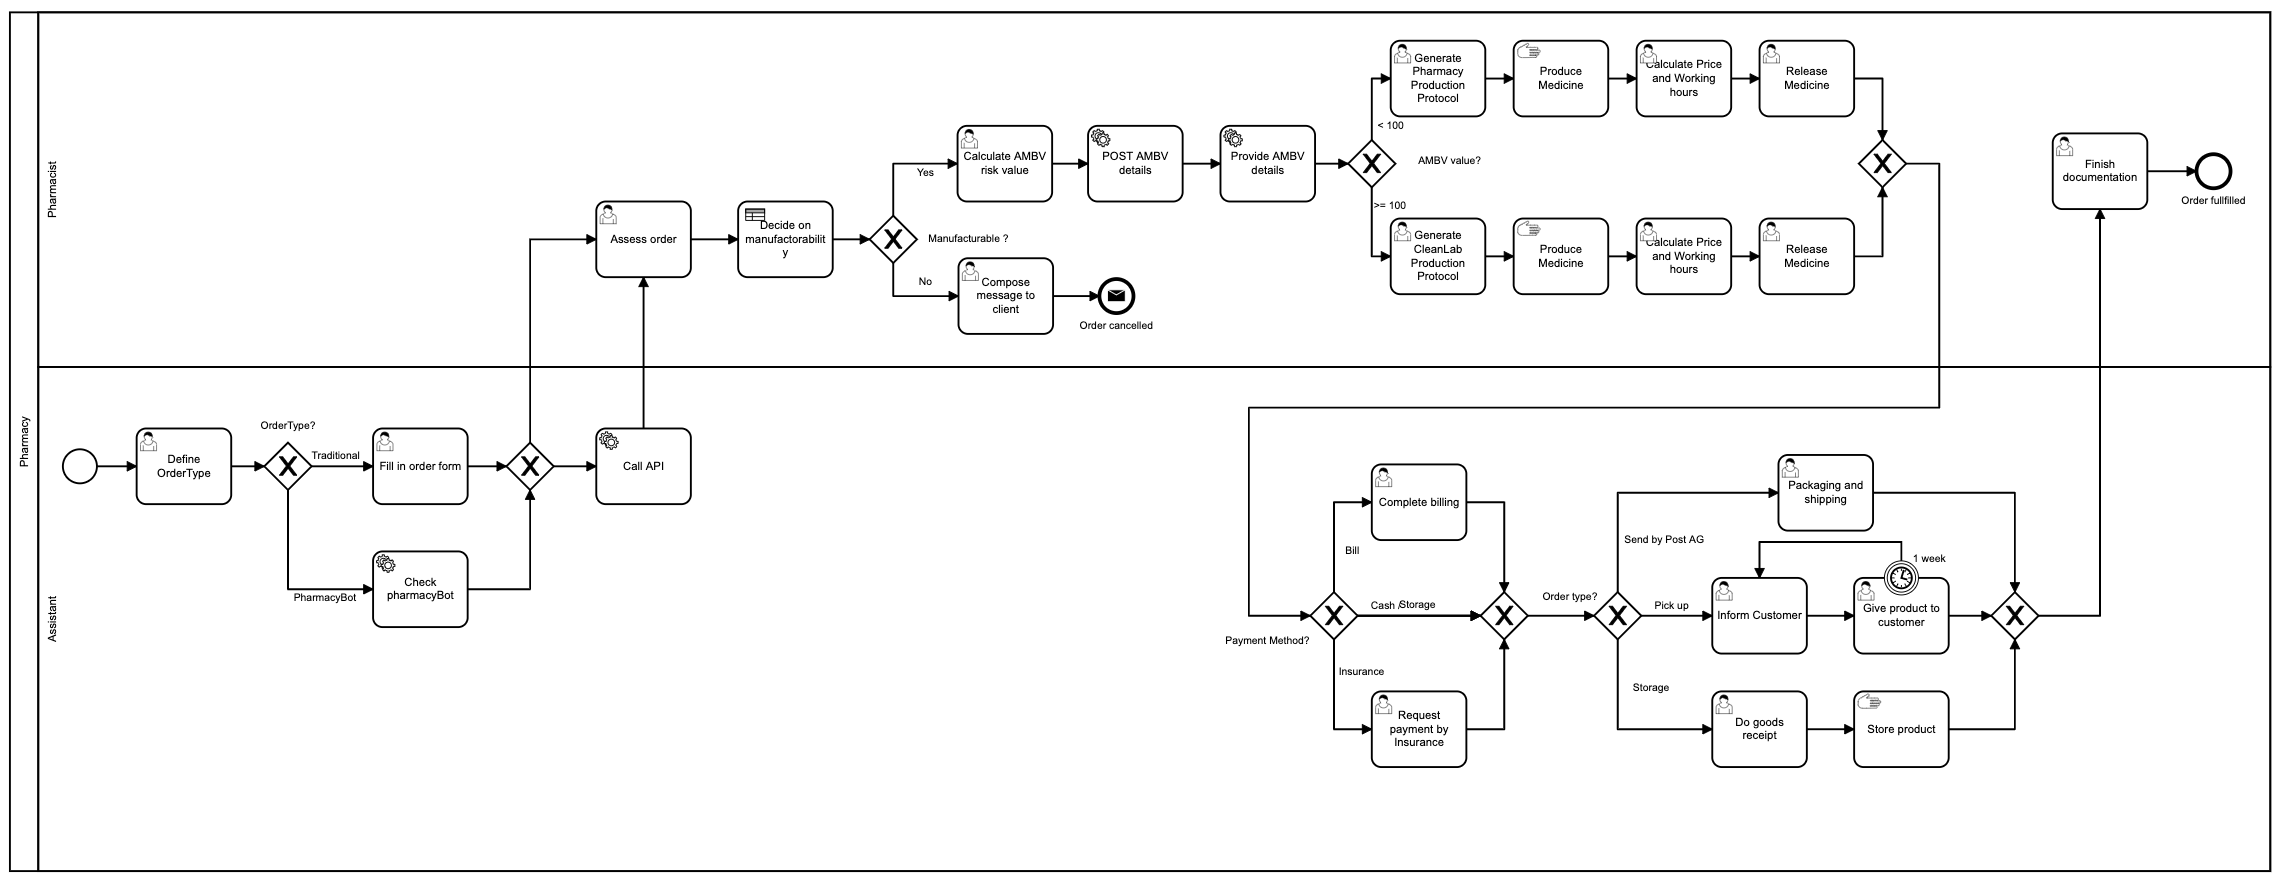 Pharmacy
Pharmacist
Assistant
Define
OrderType
OrderType?
Traditional
Fill in order form
PharmacyBot
Check
pharmacyBot
Call API
Assess order
Decide on
manufactorabilit
y
Manufacturable ?
Yes
No
Calculate AMBV
risk value
POST AMBV
details
Provide AMBV
details
Compose
message to
client
Order cancelled
AMBV value?
< 100
>= 100
Generate
Pharmacy
Production
Protocol
Produce
Medicine
Calculate Price
and Working
hours
Release
Medicine
Generate
CleanLab
Production
Protocol
Produce
Medicine
Calculate Price
and Working
hours
Release
Medicine
Payment Method?
Bill
Complete billing
Cash /
Storage
Insurance
Request
payment by
Insurance
Order type?
Send by Post AG
Packaging and
shipping
Pick up
Inform Customer
1 week
Give product to
customer
Storage
Do goods
receipt
Store product
Finish
documentation
Order fullfilled